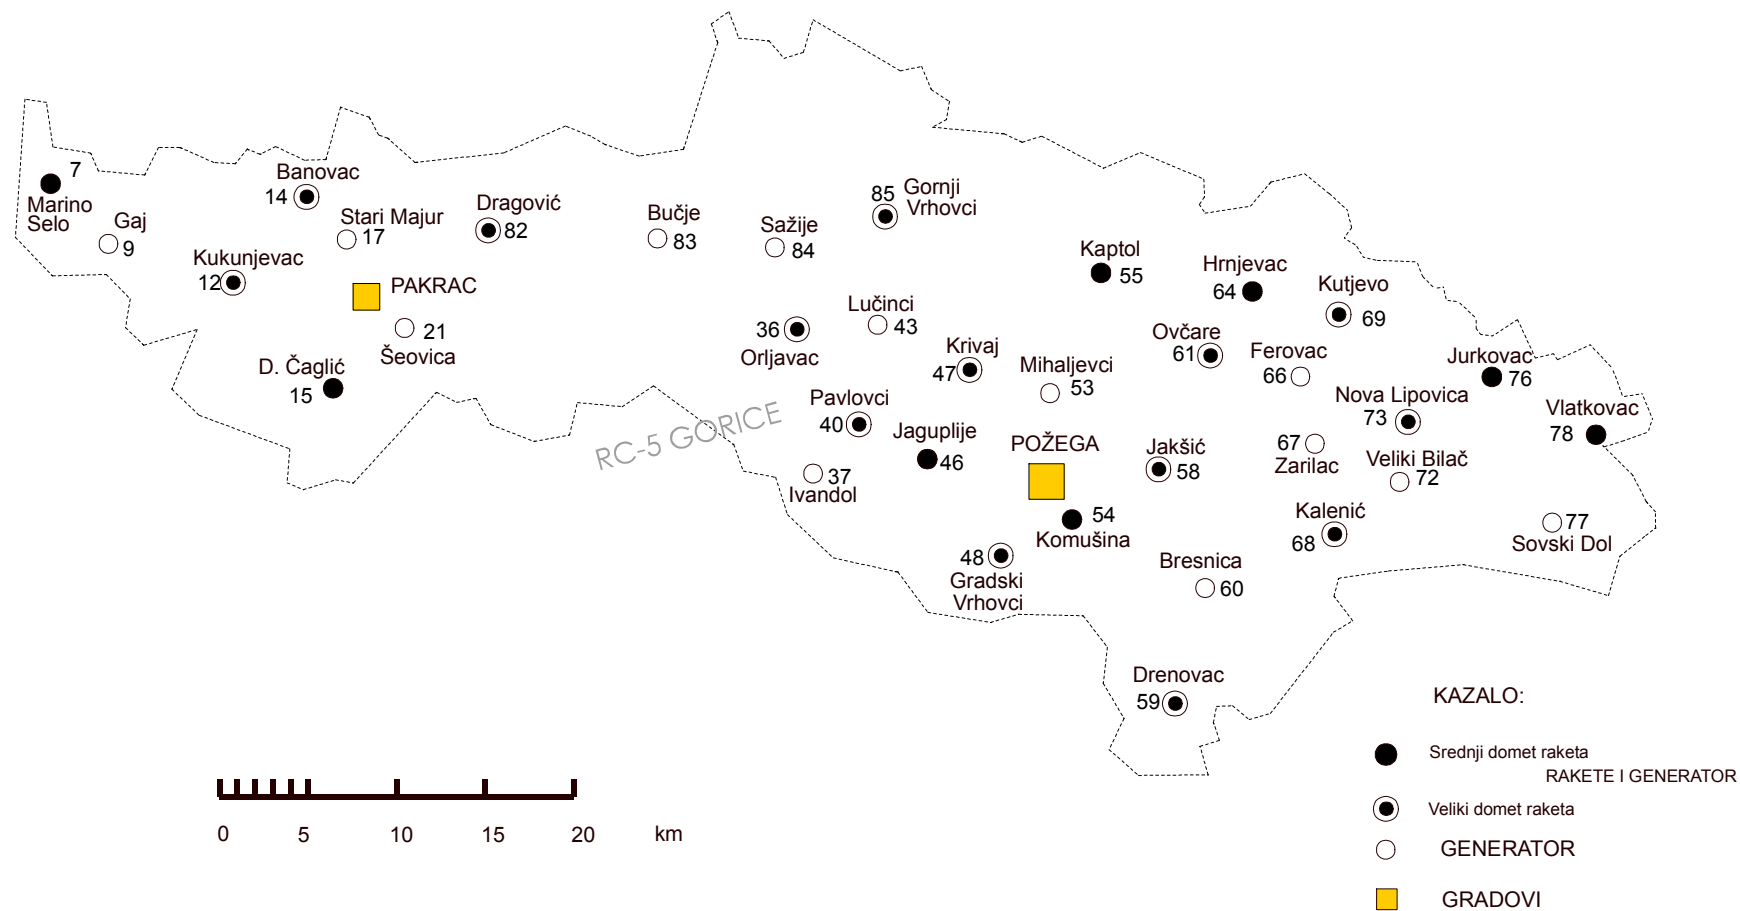 7
Marino
Selo
Gaj
9
Banovac
14
Stari Majur
17
Kukunjevac
12
PAKRAC
21
Šeovica
D. Čaglić
15
Dragović
82
Bučje
83
Sažije
84
85
Gornji
Vrhovci
Lučinci
43
36
Orljavac
Krivaj
47
Pavlovci
40
Jaguplije
46
37
Ivandol
RC-5 GORICE
Kaptol
55
Mihaljevci
53
POŽEGA
54
Komušina
48
Gradski
Vrhovci
Hrnjevac
64
Kutjevo
69
Ovčare
61
Ferovac
66
Jakšić
58
67
Zarilac
Nova Lipovica
73
Veliki Bilač
72
Jurkovac
76
Vlatkovac
78
Kalenić
68
77
Sovski Dol
Bresnica
60
Drenovac
59
0 5 10 15 20 km
KAZALO:
Srednji domet raketa
RAKETE I GENERATOR
Veliki domet raketa
GENERATOR
GRADOVI